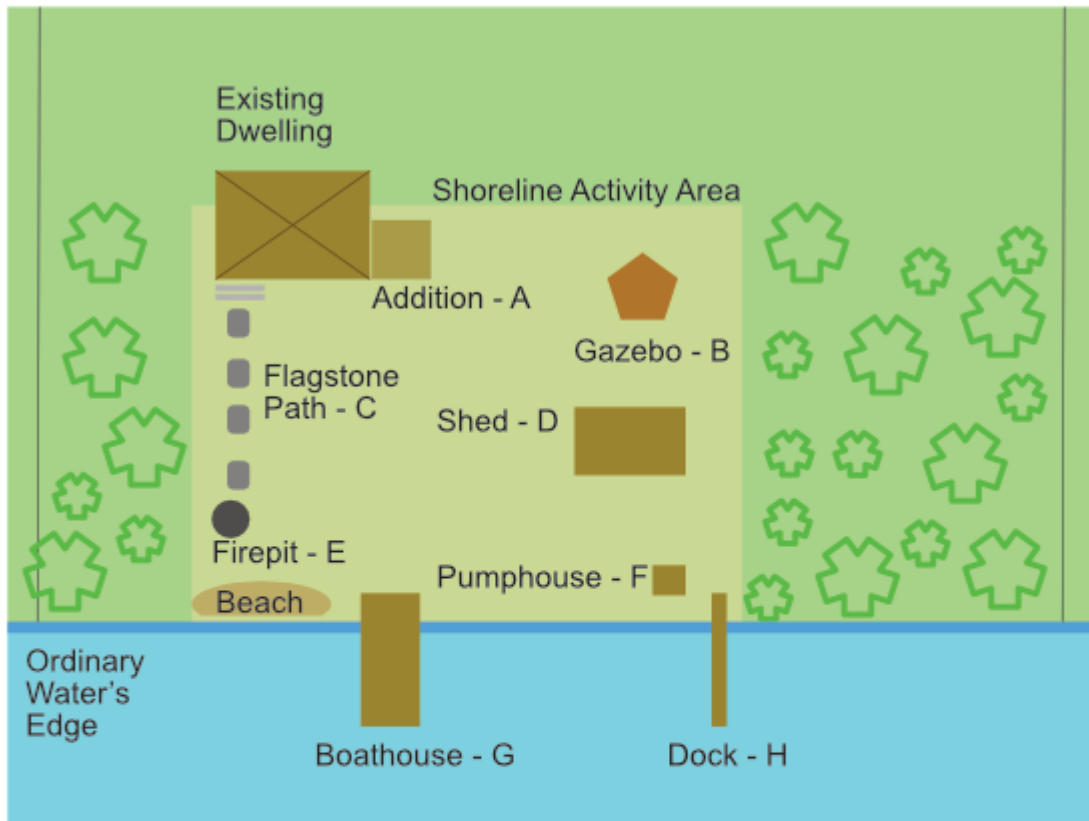 Existing
Dwelling
Shoreline Activity Area
Addition - A
Gazebo - B
Flagstone
Path - C
Shed - D
Firepit - E
Pumphouse - F
Beach
Ordinary
Water's
Edge
Boathouse - G
Dock - H